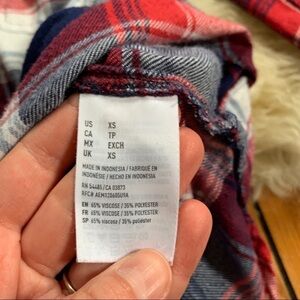 US XS
CA TP
MX EXCH
UK XS
MADE IN INDONESIA / FABRIQUÉ EN
INDONÉSIE / HECHO EN INDONESIA
RN 54485 / CA 03873
EN 65% VISCOSE / 35% POLYESTER
FR 65% VISCOSE / 35% POLYESTER
SP 65% viscosa / 35% poliéster